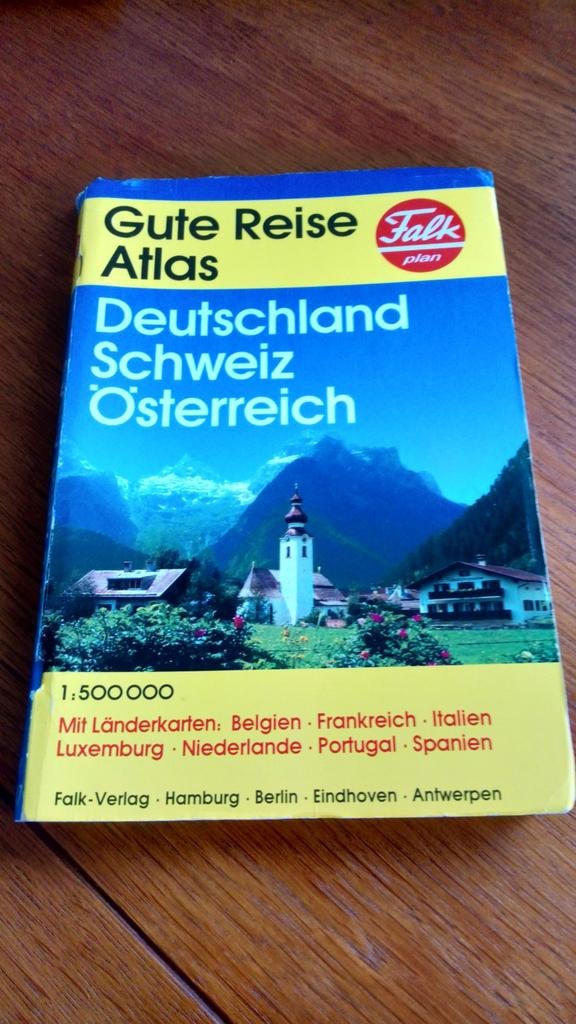 Gute Reise
Atlas
Falk
plan
Deutschland
Schweiz
Österreich
1:500 000
Mit Länderkarten: Belgien · Frankreich · Italien
Luxemburg · Niederlande · Portugal · Spanien
Falk-Verlag · Hamburg · Berlin · Eindhoven · Antwerpen